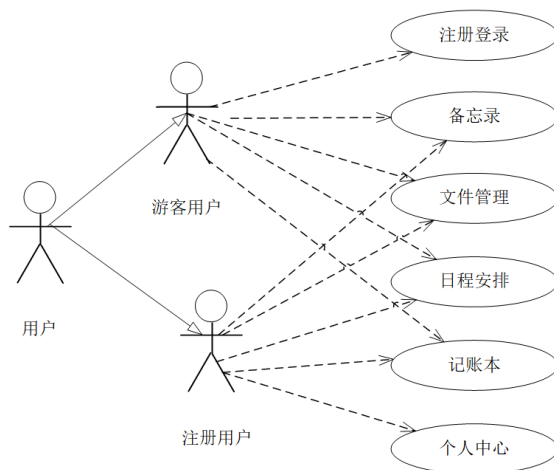 注册登录
备忘录
文件管理
游客用户
日程安排
用户
记账本
注册用户
个人中心